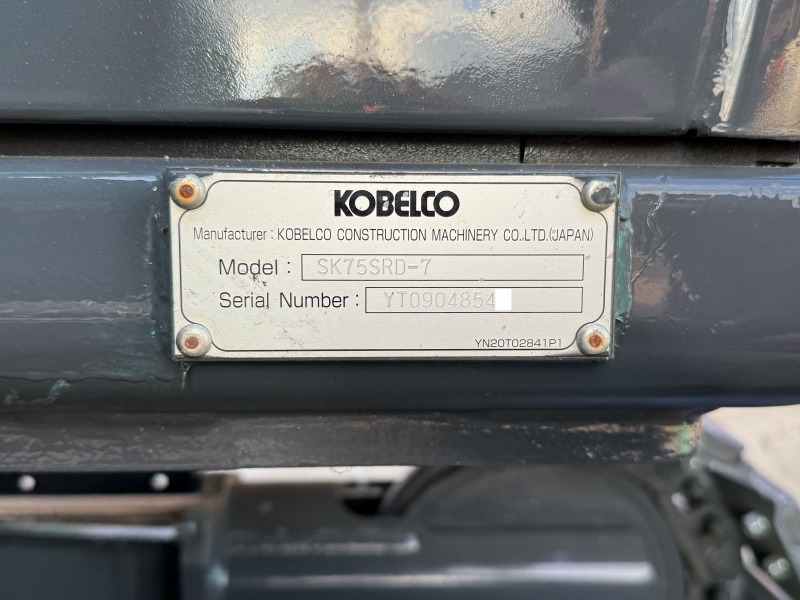 KOBELCO
Manufacturer : KOBELCO CONSTRUCTION MACHINERY CO.,LTD.(JAPAN)
Model : SK75SRD-7
Serial Number : YT0904854
YN20T02841P1